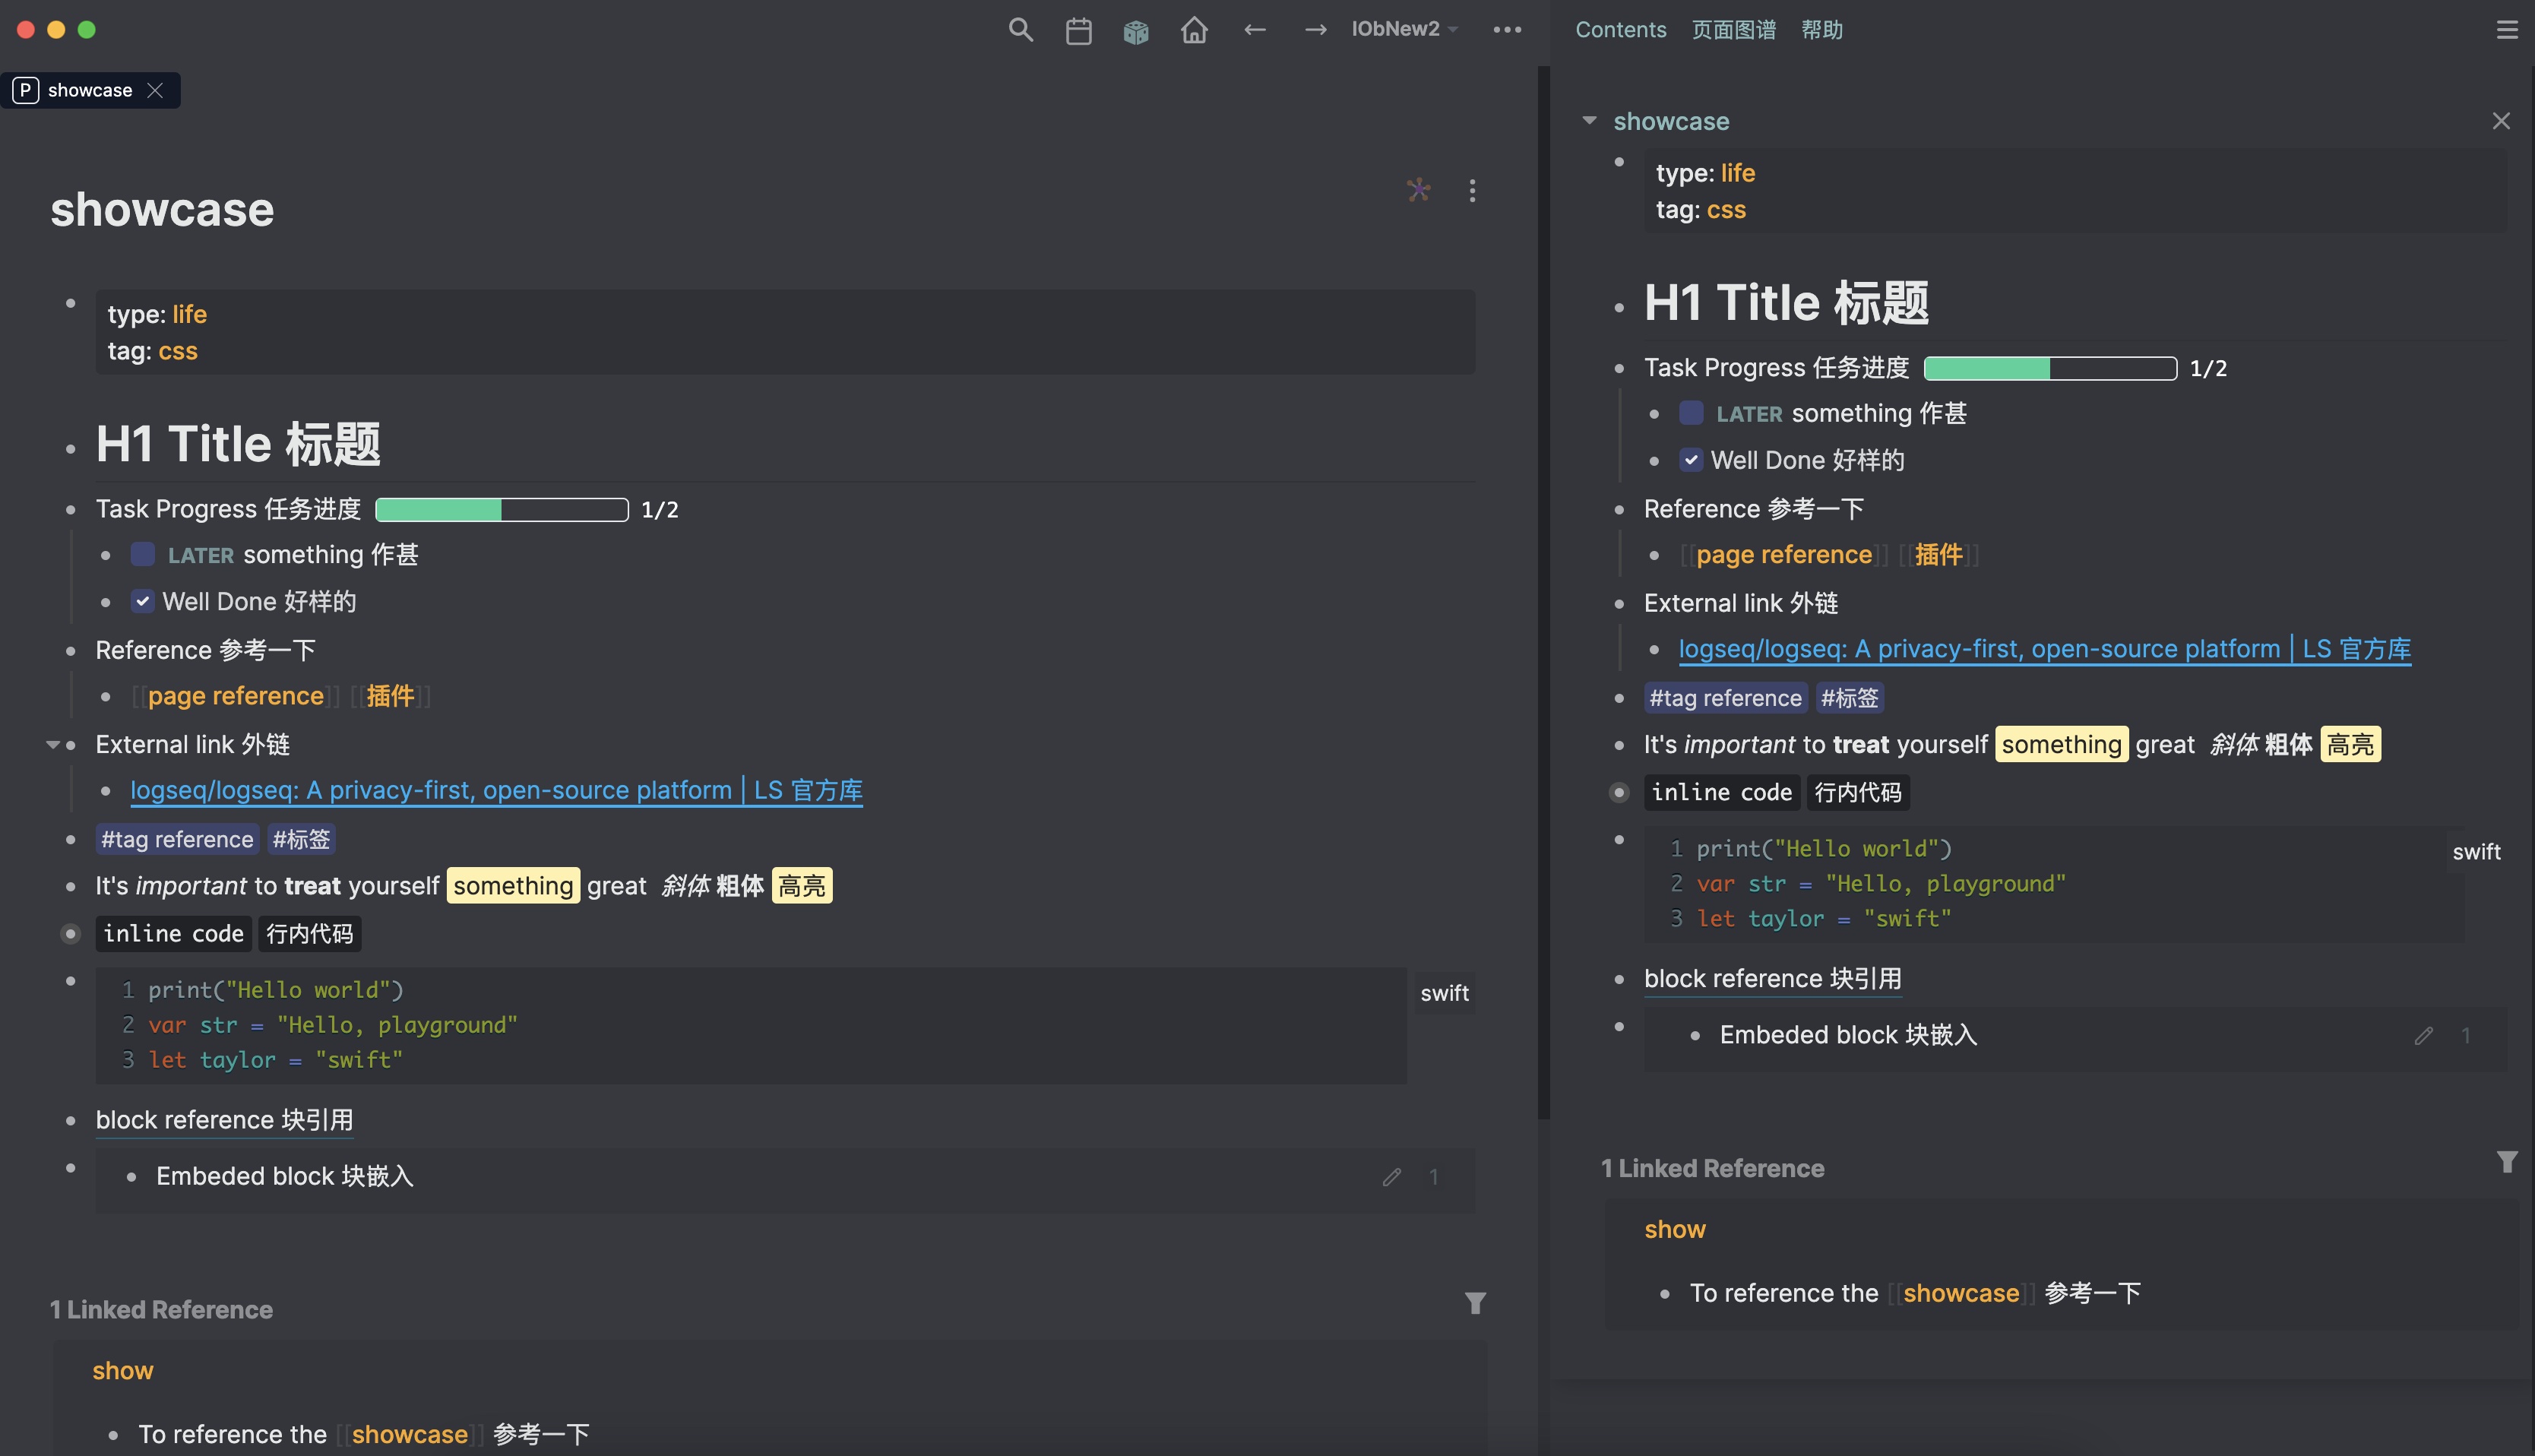 IObNew2
Contents 页面图谱 帮助
P showcase
showcase
type: life
tag: css
H1 Title 标题
Task Progress 任务进度 1/2
LATER something 作甚
Well Done 好样的
Reference 参考一下
[[page reference]] [[插件]]
External link 外链
logseq/logseq: A privacy-first, open-source platform | LS 官方库
#tag reference #标签
It's important to treat yourself something great 斜体 粗体 高亮
inline code 行内代码
1 print("Hello world")
swift
2 var str = "Hello, playground"
3 let taylor = "swift"
block reference 块引用
Embeded block 块嵌入 1
1 Linked Reference
show
To reference the [[showcase]] 参考一下
showcase
type: life
tag: css
H1 Title 标题
Task Progress 任务进度 1/2
LATER something 作甚
Well Done 好样的
Reference 参考一下
[[page reference]] [[插件]]
External link 外链
logseq/logseq: A privacy-first, open-source platform | LS 官方库
#tag reference #标签
It's important to treat yourself something great 斜体 粗体 高亮
inline code 行内代码
1 print("Hello world")
swift
2 var str = "Hello, playground"
3 let taylor = "swift"
block reference 块引用
Embeded block 块嵌入 1
1 Linked Reference
show
To reference the [[showcase]] 参考一下